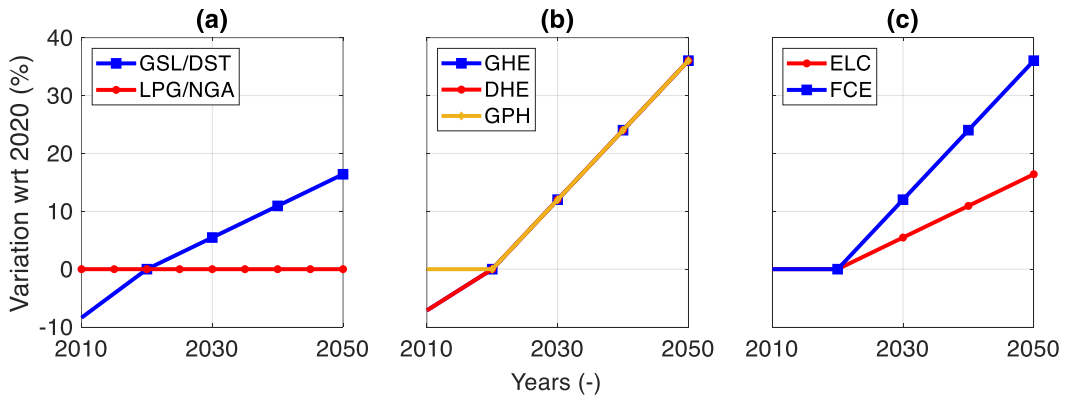 (a)
(b)
(c)
Variation wrt 2020 (%)
40
30
20
10
0
-10
GSL/DST
LPG/NGA
GHE
DHE
GPH
ELC
FCE
2010
2030
2050
2010
2030
2050
2010
2030
2050
Years (-)